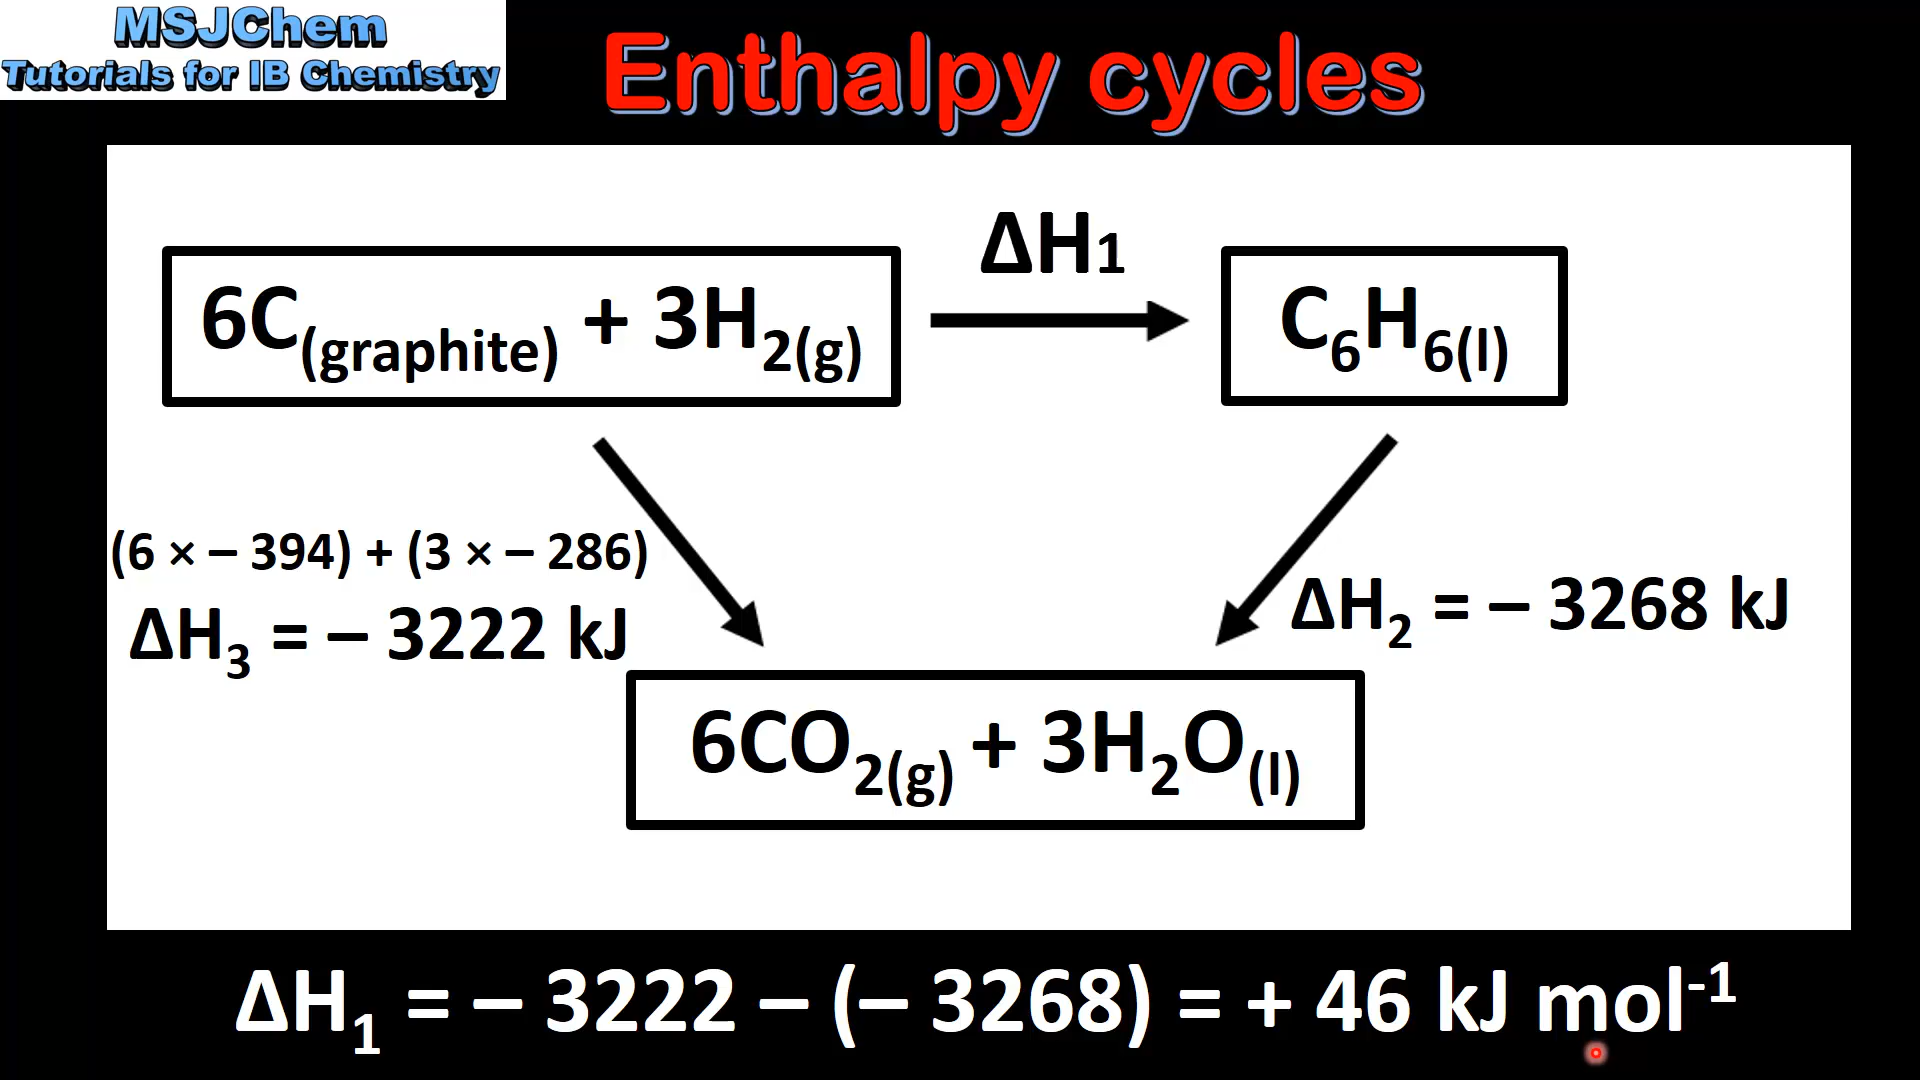 MSJChem
Tutorials for IB Chemistry
Enthalpy cycles
ΔH₁
6C(graphite) + 3H₂(g)
C₆H₆(l)
(6 × – 394) + (3 × – 286)
ΔH₃ = – 3222 kJ
ΔH₂ = – 3268 kJ
6CO₂(g) + 3H₂O(l)
ΔH₁ = – 3222 – (– 3268) = + 46 kJ mol⁻¹